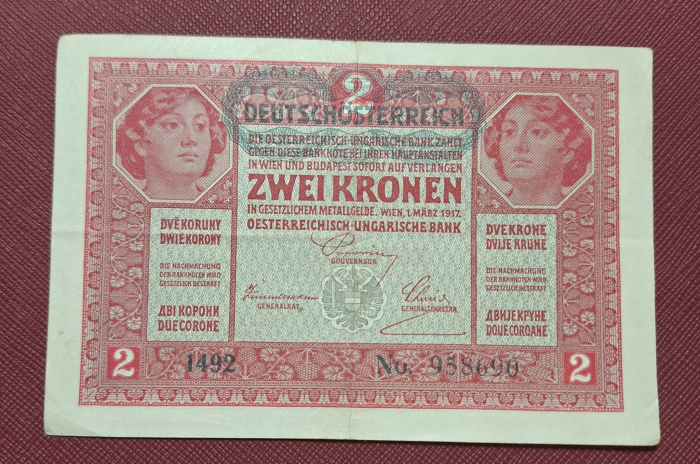 2
DEUTSCHÖSTERREICH
DIE OESTERREICHISCH-UNGARISCHE BANK ZAHLT
GEGEN DIESE BANKNOTE BEI IHREN HAUPTANSTALTEN
IN WIEN UND BUDAPEST SOFORT AUF VERLANGEN
ZWEI KRONEN
IN GESETZLICHEM METALLGELDE. WIEN, 1. MÄRZ 1917.
OESTERREICHISCH-UNGARISCHE BANK
GOUVERNEUR
GENERALRAT
GENERALSEKRETÄR
DVĚ KORUNY
DWIE KORONY
DIE NACHMACHUNG
DER BANKNOTEN WIRD
GESETZLICH BESTRAFT
ДВІ КОРОНИ
DUE CORONE
DVE KRONE
DVIJE KRUNE
DIE NACHMACHUNG
DER BANKNOTEN WIRD
GESETZLICH BESTRAFT
ДВИЈЕ КРУНЕ
DOUE COROANE
2
1492
No. 958690
2